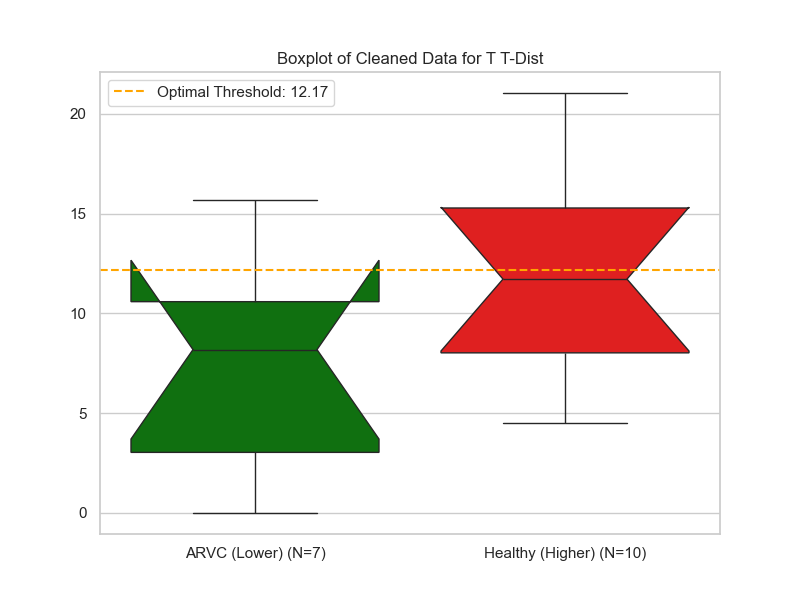 Boxplot of Cleaned Data for T T-Dist
Optimal Threshold: 12.17
20
15
10
5
0
ARVC (Lower) (N=7)
Healthy (Higher) (N=10)